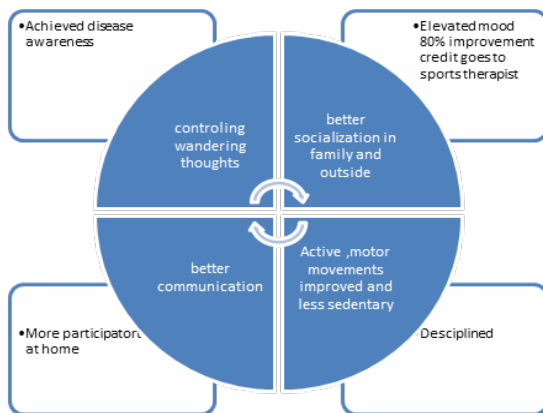 •Achieved disease
awareness
•Elevated mood
80% improvement
credit goes to
sports therapist
controling
wandering
thoughts
better
socialization in
family and
outside
better
communication
Active ,motor
movements
improved and
less sedentary
•More participator
at home
•Desciplined